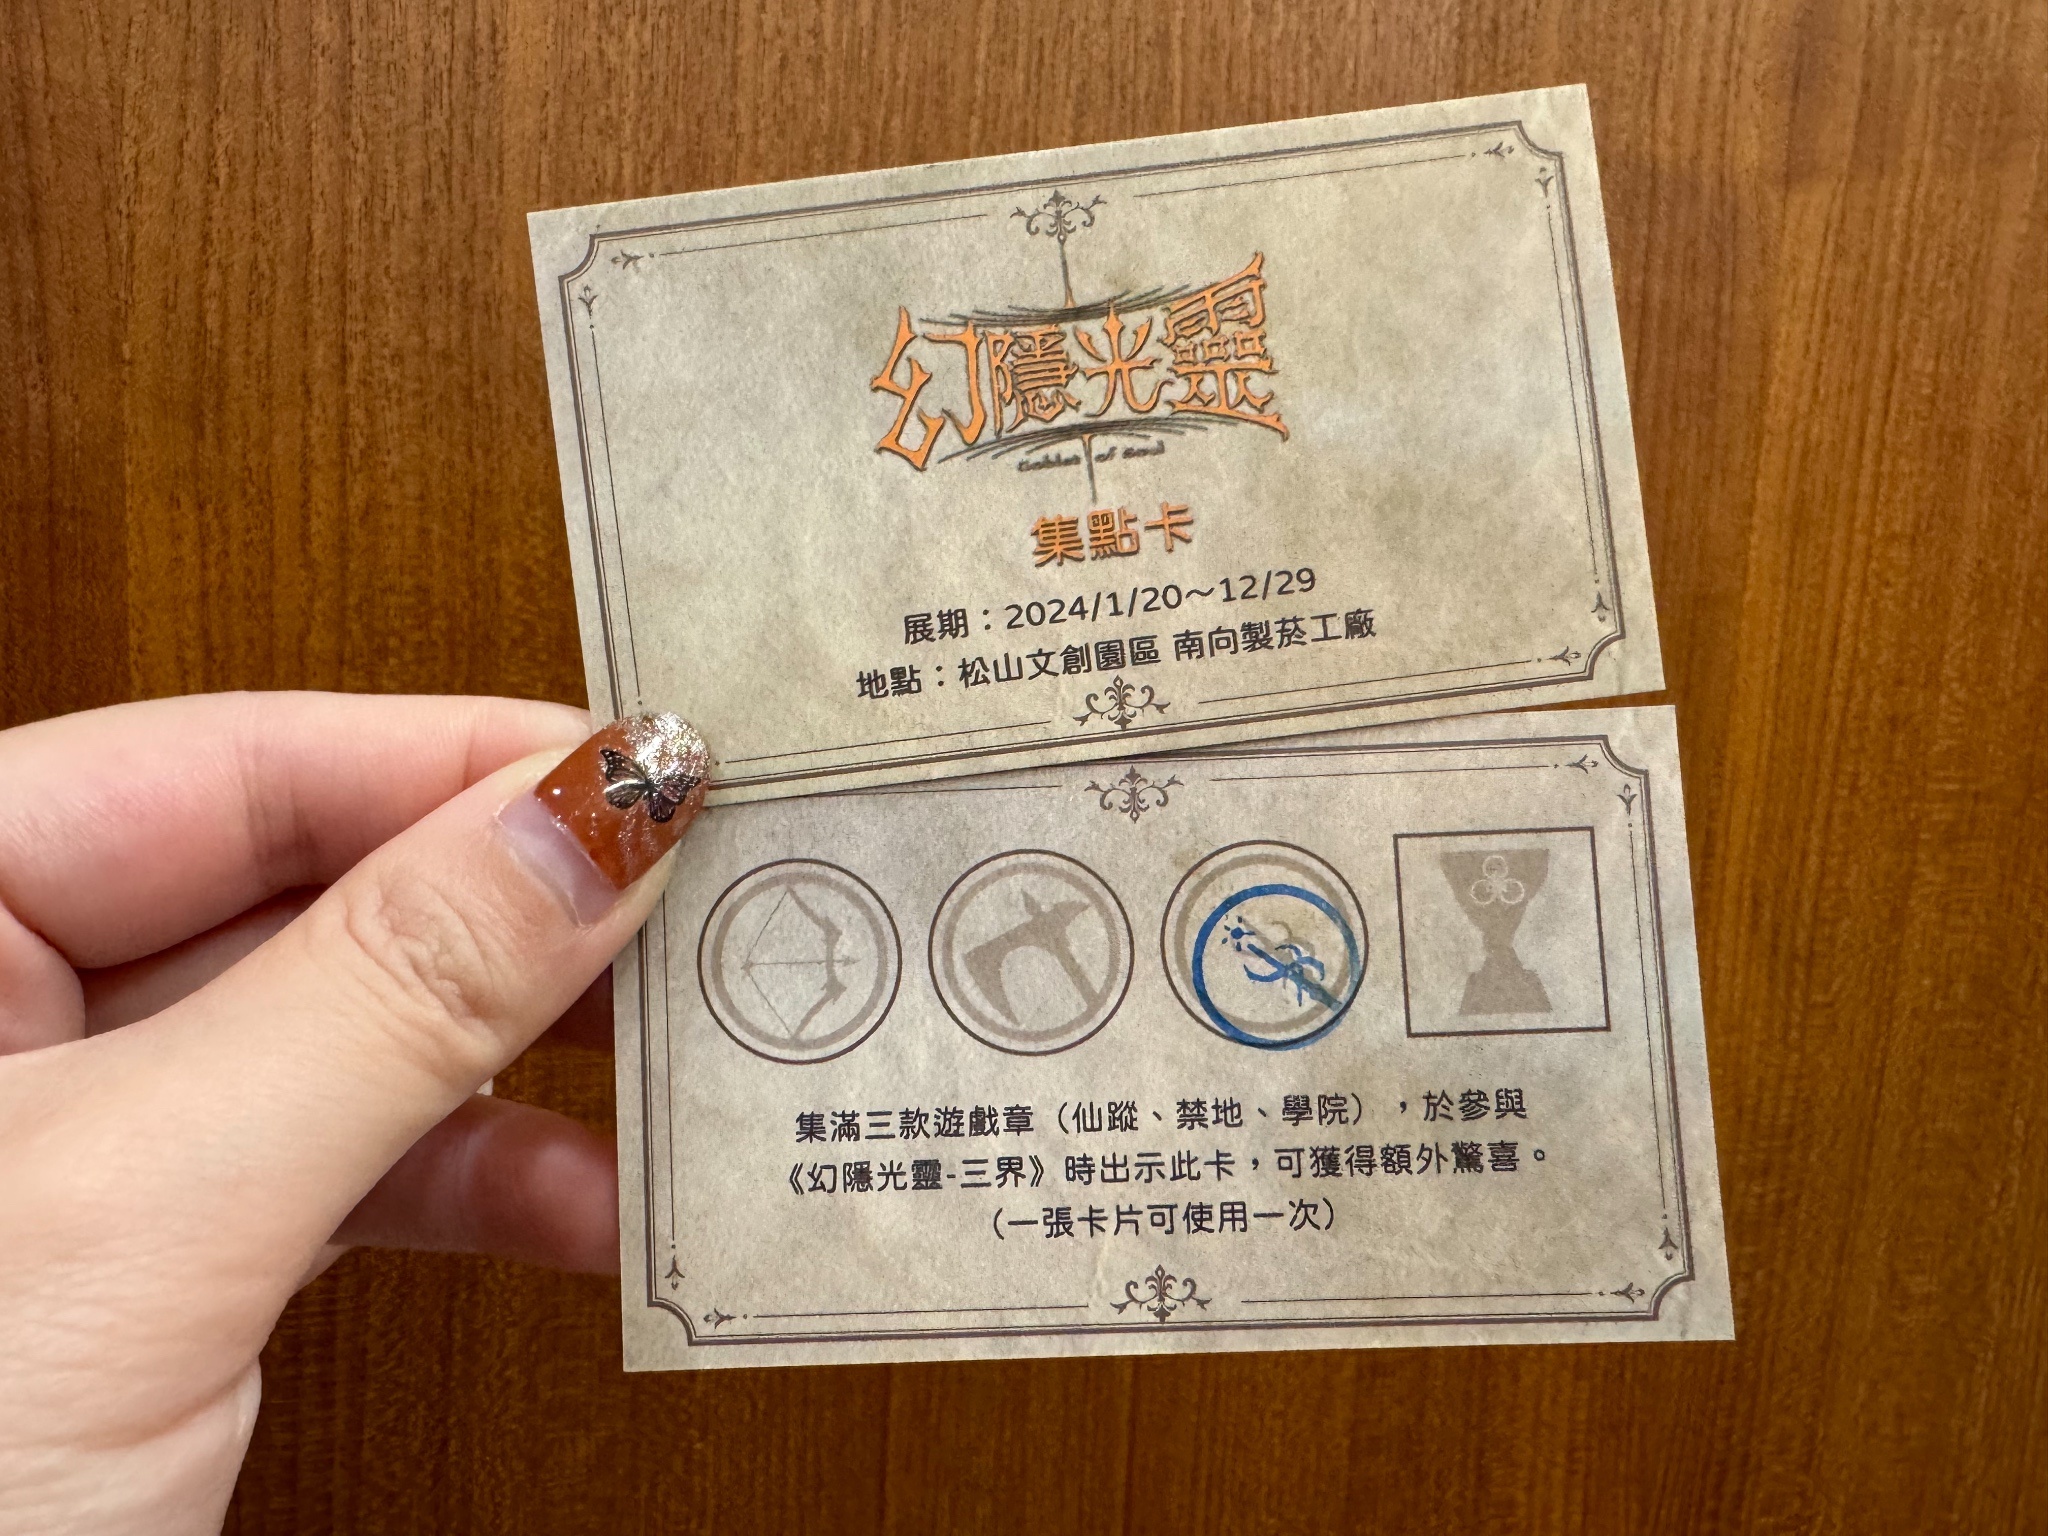 幻隱光靈
集點卡
展期：2024/1/20～12/29
地點：松山文創園區 南向製菸工廠
集滿三款遊戲章（仙蹤、禁地、學院），於參與
《幻隱光靈-三界》時出示此卡，可獲得額外驚喜。
（一張卡片可使用一次）